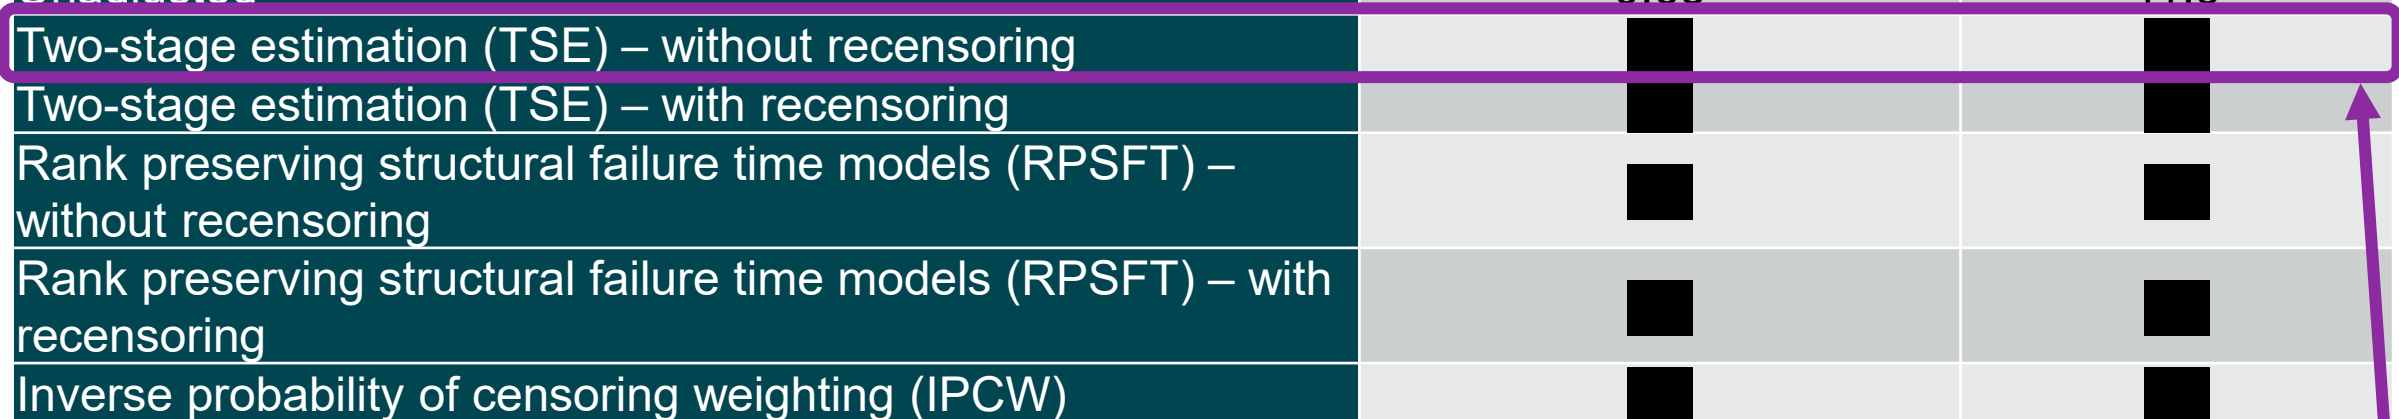 Two-stage estimation (TSE) – without recensoring
Two-stage estimation (TSE) – with recensoring
Rank preserving structural failure time models (RPSFT) –
without recensoring
Rank preserving structural failure time models (RPSFT) – with
recensoring
Inverse probability of censoring weighting (IPCW)